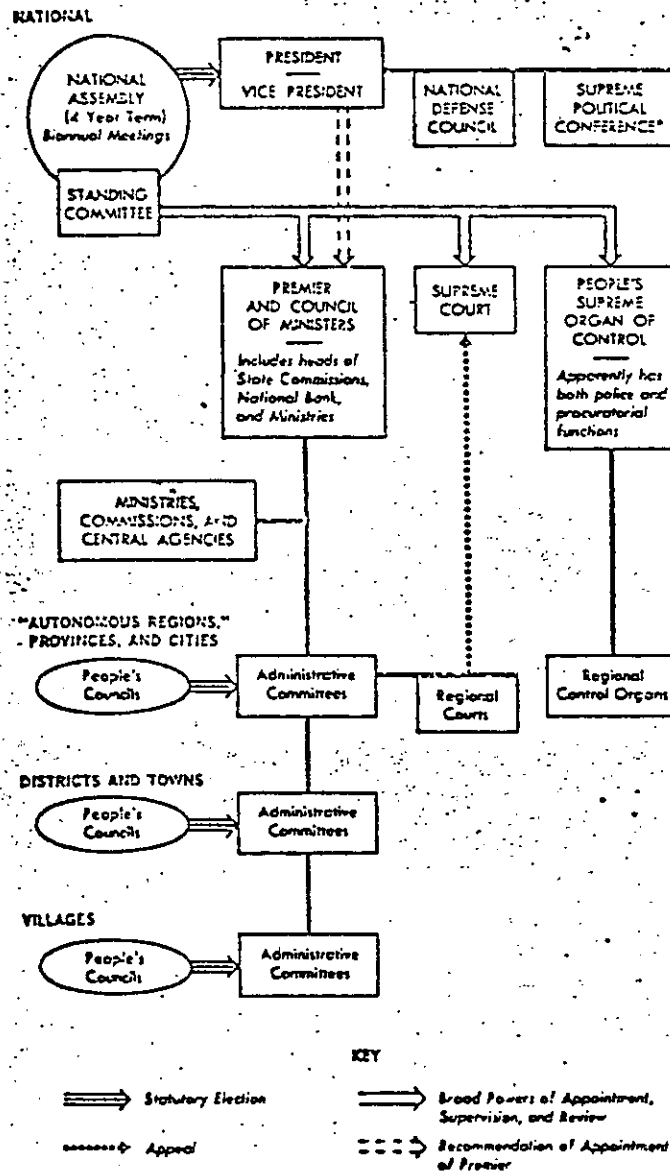 NATIONAL
NATIONAL
ASSEMBLY
(4 Year Term)
Biannual Meetings
STANDING
COMMITTEE
PRESIDENT
VICE PRESIDENT
NATIONAL
DEFENSE
COUNCIL
SUPREME
POLITICAL
CONFERENCE*
PREMIER
AND COUNCIL
OF MINISTERS
Includes heads of
State Commissions,
National Bank,
and Ministries
SUPREME
COURT
PEOPLE'S
SUPREME
ORGAN OF
CONTROL
Apparently has
both police and
procuratorial
functions
MINISTRIES,
COMMISSIONS, AND
CENTRAL AGENCIES
"AUTONOMOUS REGIONS,"
PROVINCES, AND CITIES
People's
Councils
Administrative
Committees
Regional
Courts
Regional
Control Organs
DISTRICTS AND TOWNS
People's
Councils
Administrative
Committees
VILLAGES
People's
Councils
Administrative
Committees
KEY
Statutory Election
Appeal
Broad Powers of Appointment,
Supervision, and Review
Recommendation of Appointment
of Premier